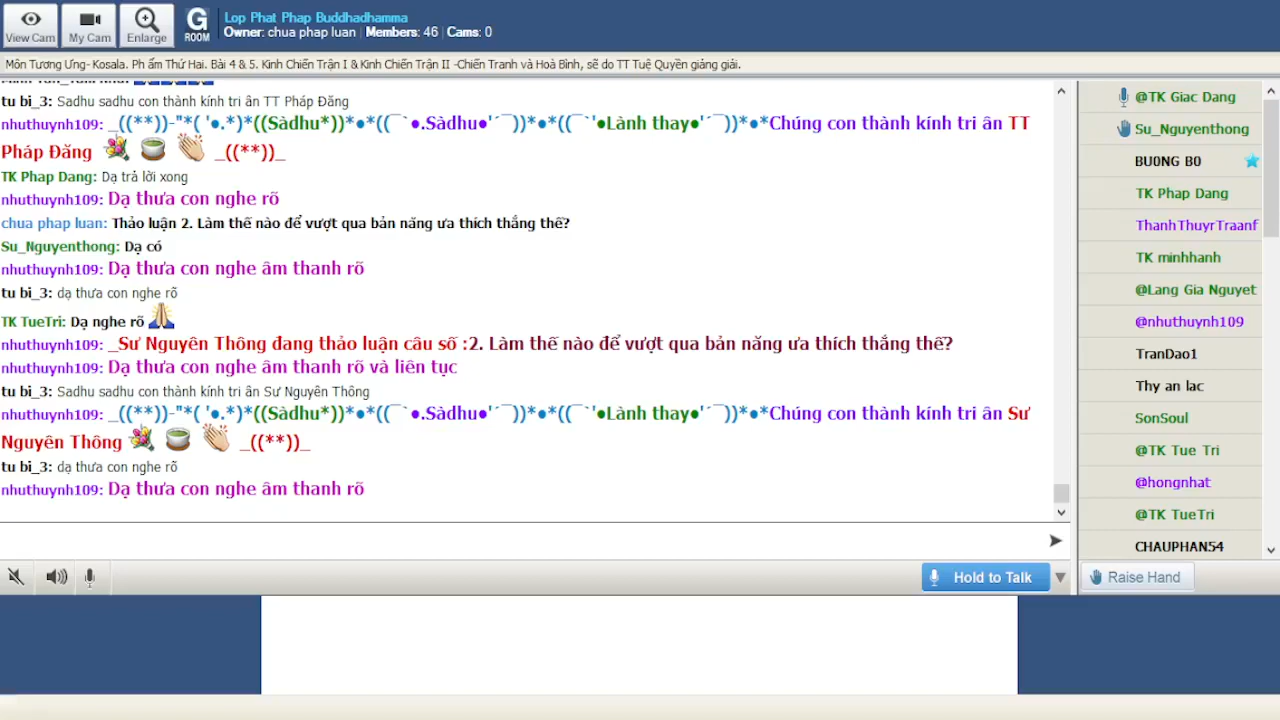 View Cam
My Cam
Enlarge
G
ROOM
Lop Phat Phap Buddhadhamma
Owner: chua phap luan | Members: 46 | Cams: 0
Môn Tương Ưng- Kosala. Ph ẩm Thứ Hai. Bài 4 & 5. Kinh Chiến Trận I & Kinh Chiến Trận II -Chiến Tranh và Hoà Bình, sẽ do TT Tuệ Quyền giảng giải.
tu bi_3: Sadhu sadhu con thành kính tri ân TT Pháp Đăng
nhuthuynh109: _((**))-"*( '●.*)*((Sàdhu*))*●*((¯`●.Sàdhu●'´¯))*●*((¯`'●Lành thay●'´¯))*●*Chúng con thành kính tri ân TT
Pháp Đăng _((**))_
TK Phap Dang: Dạ trả lời xong
nhuthuynh109: Dạ thưa con nghe rõ
chua phap luan: Thảo luận 2. Làm thế nào để vượt qua bản năng ưa thích thắng thế?
Su_Nguyenthong: Dạ có
nhuthuynh109: Dạ thưa con nghe âm thanh rõ
tu bi_3: dạ thưa con nghe rõ
TK TueTri: Dạ nghe rõ
nhuthuynh109: _Sư Nguyên Thông đang thảo luận câu số :2. Làm thế nào để vượt qua bản năng ưa thích thắng thế?
nhuthuynh109: Dạ thưa con nghe âm thanh rõ và liên tục
tu bi_3: Sadhu sadhu con thành kính tri ân Sư Nguyên Thông
nhuthuynh109: _((**))-"*( '●.*)*((Sàdhu*))*●*((¯`●.Sàdhu●'´¯))*●*((¯`'●Lành thay●'´¯))*●*Chúng con thành kính tri ân Sư
Nguyên Thông _((**))_
tu bi_3: dạ thưa con nghe rõ
nhuthuynh109: Dạ thưa con nghe âm thanh rõ
Hold to Talk
@TK Giac Dang
Su_Nguyenthong
BU0NG B0
TK Phap Dang
ThanhThuyrTraanf
TK minhhanh
@Lang Gia Nguyet
@nhuthuynh109
TranDao1
Thy an lac
SonSoul
@TK Tue Tri
@hongnhat
@TK TueTri
CHAUPHAN54
Raise Hand